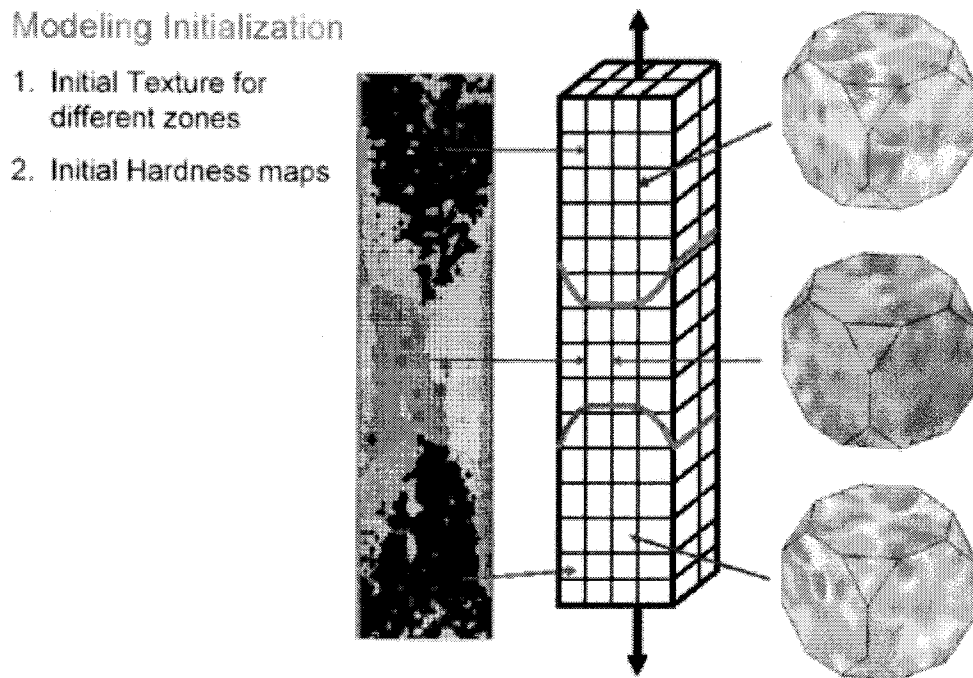 Modeling Initialization
1. Initial Texture for
different zones
2. Initial Hardness maps